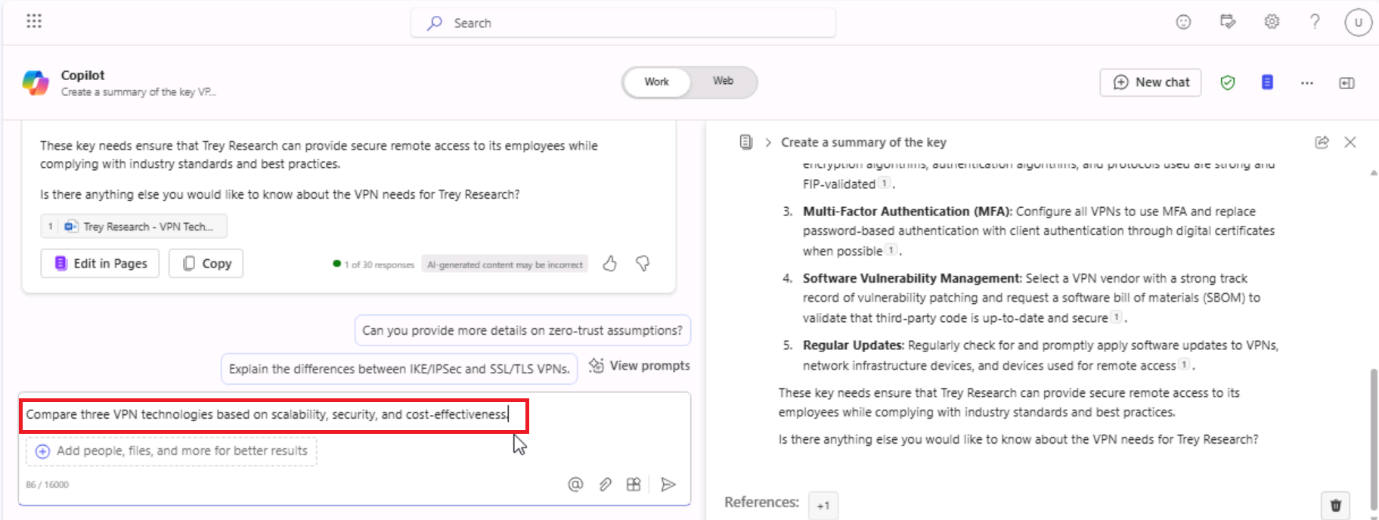 Search
U
Copilot
Create a summary of the key VP...
Work
Web
New chat
These key needs ensure that Trey Research can provide secure remote access to its employees while
complying with industry standards and best practices.
Is there anything else you would like to know about the VPN needs for Trey Research?
1 Trey Research - VPN Tech...
Edit in Pages
Copy
1 of 30 responses
AI-generated content may be incorrect
Can you provide more details on zero-trust assumptions?
Explain the differences between IKE/IPSec and SSL/TLS VPNs.
View prompts
Compare three VPN technologies based on scalability, security, and cost-effectiveness.
Add people, files, and more for better results
86 / 16000
Create a summary of the key
encryption algorithms, authentication algorithms, and protocols used are strong and
FIP-validated 1 .
3. Multi-Factor Authentication (MFA): Configure all VPNs to use MFA and replace
password-based authentication with client authentication through digital certificates
when possible 1 .
4. Software Vulnerability Management: Select a VPN vendor with a strong track
record of vulnerability patching and request a software bill of materials (SBOM) to
validate that third-party code is up-to-date and secure 1 .
5. Regular Updates: Regularly check for and promptly apply software updates to VPNs,
network infrastructure devices, and devices used for remote access 1 .
These key needs ensure that Trey Research can provide secure remote access to its
employees while complying with industry standards and best practices.
Is there anything else you would like to know about the VPN needs for Trey Research?
References: +1